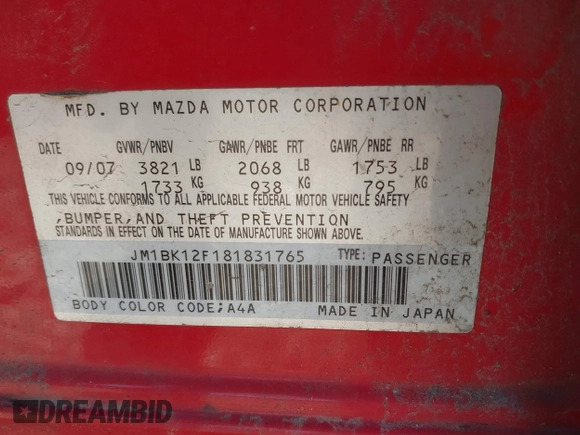 MFD. BY MAZDA MOTOR CORPORATION
DATE GVWR/PNBV GAWR/PNBE FRT GAWR/PNBE RR
09/07 3821 LB 2068 LB 1753 LB
1733 KG 938 KG 795 KG
THIS VEHICLE CONFORMS TO ALL APPLICABLE FEDERAL MOTOR VEHICLE SAFETY
,BUMPER,AND THEFT PREVENTION
STANDARDS IN EFFECT ON THE DATE OF MANUFACTURE SHOWN ABOVE.
JM1BK12F181831765 TYPE: PASSENGER
BODY COLOR CODE;A4A MADE IN JAPAN
DREAMBID